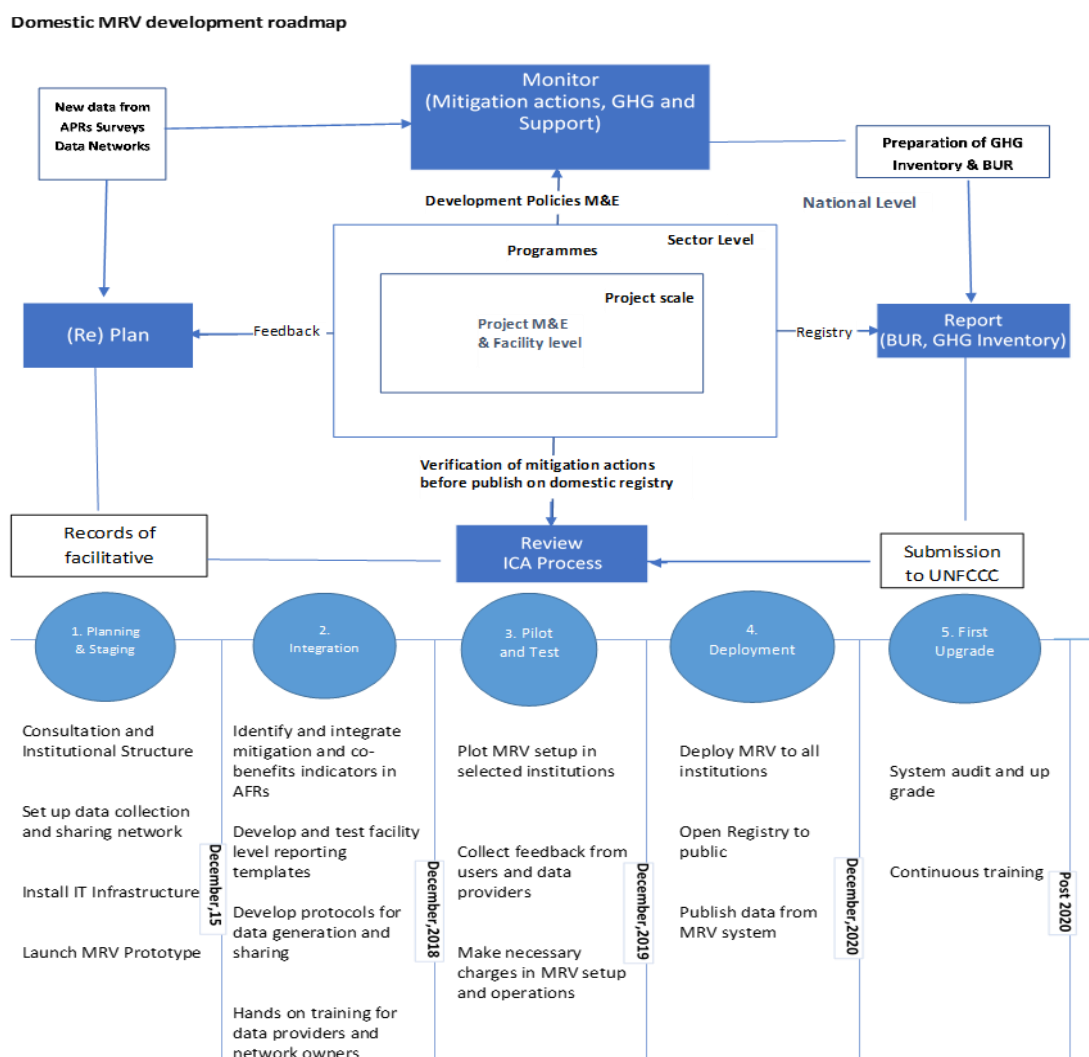 Domestic MRV development roadmap
Monitor
(Mitigation actions, GHG and
Support)
New data from
APRs Surveys
Data Networks
Preparation of GHG
Inventory & BUR
Development Policies M&E
National Level
Sector Level
Programmes
Project scale
Project M&E
& Facility level
(Re) Plan
Feedback
Registry
Report
(BUR, GHG Inventory)
Verification of mitigation actions
before publish on domestic registry
Records of
facilitative
Review
ICA Process
Submission
to UNFCCC
1. Planning
& Staging
2.
Integration
3. Pilot
and Test
4.
Deployment
5. First
Upgrade
Consultation and
Institutional Structure
Set up data collection
and sharing network
Install IT Infrastructure
Launch MRV Prototype
December,15
Identify and integrate
mitigation and co-
benefits indicators in
AFRs
Develop and test facility
level reporting
templates
Develop protocols for
data generation and
sharing
Hands on training for
data providers and
network owners
December,2018
Plot MRV setup in
selected institutions
Collect feedback from
users and data
providers
Make necessary
charges in MRV setup
and operations
December,2019
Deploy MRV to all
institutions
Open Registry to
public
Publish data from
MRV system
December,2020
System audit and up
grade
Continuous training
Post 2020